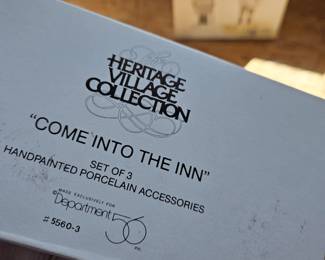 HERITAGE
VILLAGE
COLLECTION
"COME INTO THE INN"
SET OF 3
HANDPAINTED PORCELAIN ACCESSORIES
MADE EXCLUSIVELY FOR
©Department 56
INC.
#5560-3